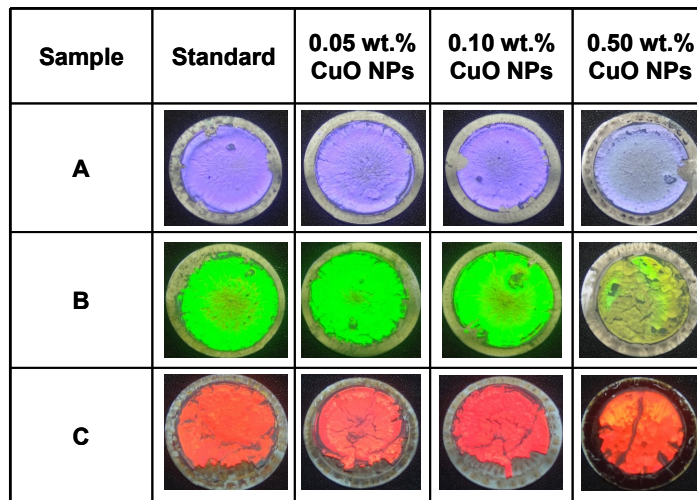 Sample
Standard
0.05 wt.%
CuO NPs
0.10 wt.%
CuO NPs
0.50 wt.%
CuO NPs
A
B
C